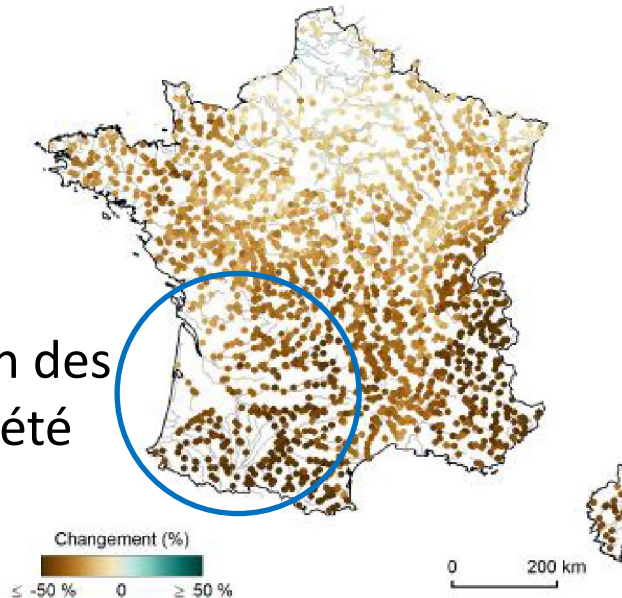 n des
été
Changement (%)
≤ -50 % 0 ≥ 50 %
0 200 km